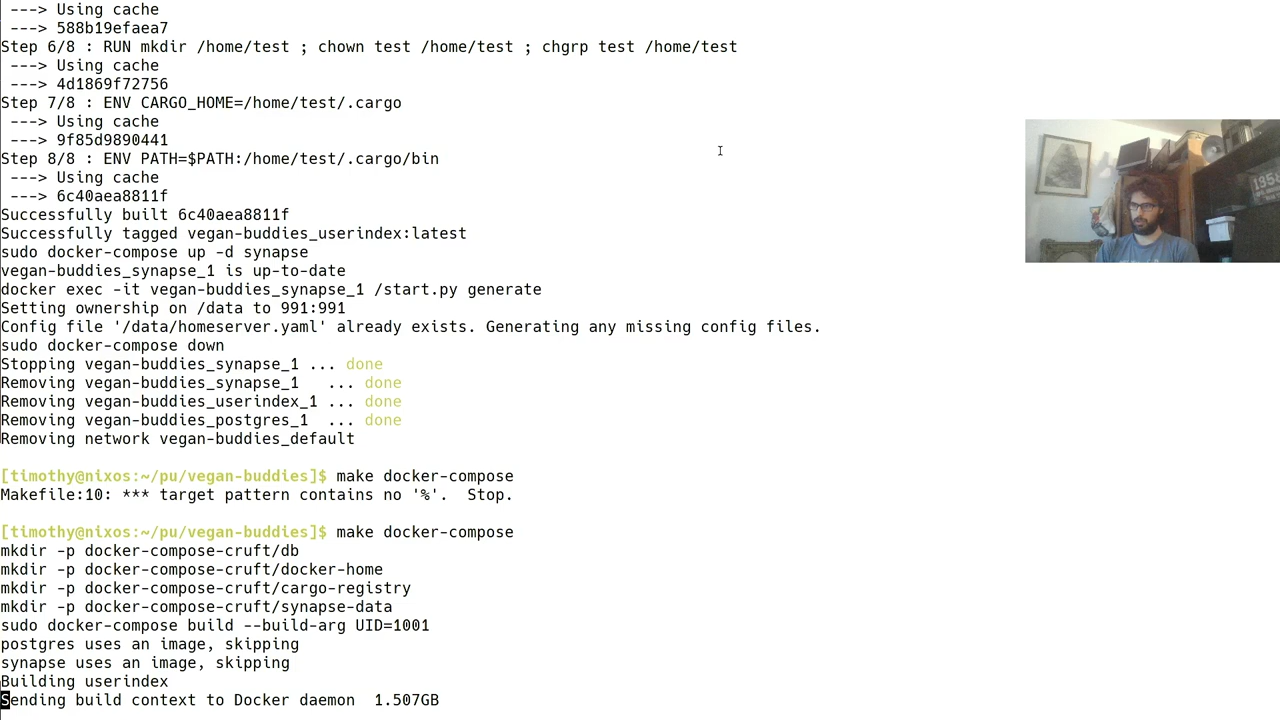 ---> Using cache
 ---> 588b19efaea7
Step 6/8 : RUN mkdir /home/test ; chown test /home/test ; chgrp test /home/test
 ---> Using cache
 ---> 4d1869f72756
Step 7/8 : ENV CARGO_HOME=/home/test/.cargo
 ---> Using cache
 ---> 9f85d9890441
Step 8/8 : ENV PATH=$PATH:/home/test/.cargo/bin
 ---> Using cache
 ---> 6c40aea8811f
Successfully built 6c40aea8811f
Successfully tagged vegan-buddies_userindex:latest
sudo docker-compose up -d synapse
vegan-buddies_synapse_1 is up-to-date
docker exec -it vegan-buddies_synapse_1 /start.py generate
Setting ownership on /data to 991:991
Config file '/data/homeserver.yaml' already exists. Generating any missing config files.
sudo docker-compose down
Stopping vegan-buddies_synapse_1 ... done
Removing vegan-buddies_synapse_1   ... done
Removing vegan-buddies_userindex_1 ... done
Removing vegan-buddies_postgres_1  ... done
Removing network vegan-buddies_default
[timothy@nixos:~/pu/vegan-buddies]$ make docker-compose
Makefile:10: *** target pattern contains no '%'.  Stop.
[timothy@nixos:~/pu/vegan-buddies]$ make docker-compose
mkdir -p docker-compose-cruft/db
mkdir -p docker-compose-cruft/docker-home
mkdir -p docker-compose-cruft/cargo-registry
mkdir -p docker-compose-cruft/synapse-data
sudo docker-compose build --build-arg UID=1001
postgres uses an image, skipping
synapse uses an image, skipping
Building userindex
Sending build context to Docker daemon  1.507GB
1958